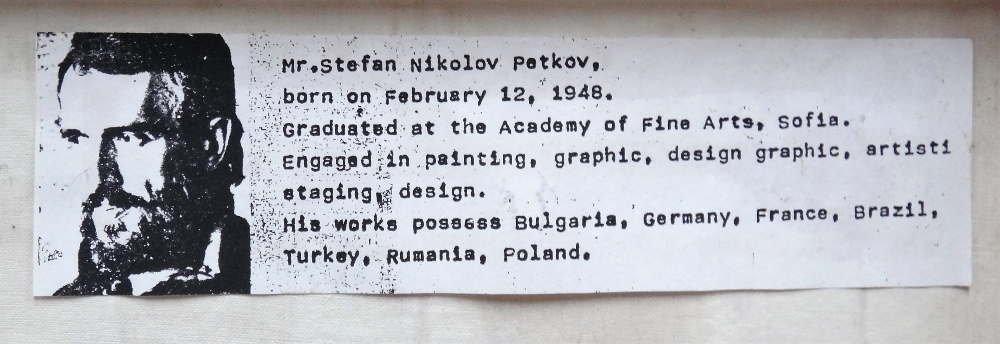 Mr.Stefan Nikolov Petkov,
born on February 12, 1948.
Graduated at the Academy of Fine Arts, Sofia.
Engaged in painting, graphic, design graphic, artisti
staging, design.
His works possess Bulgaria, Germany, France, Brazil,
Turkey, Rumania, Poland.